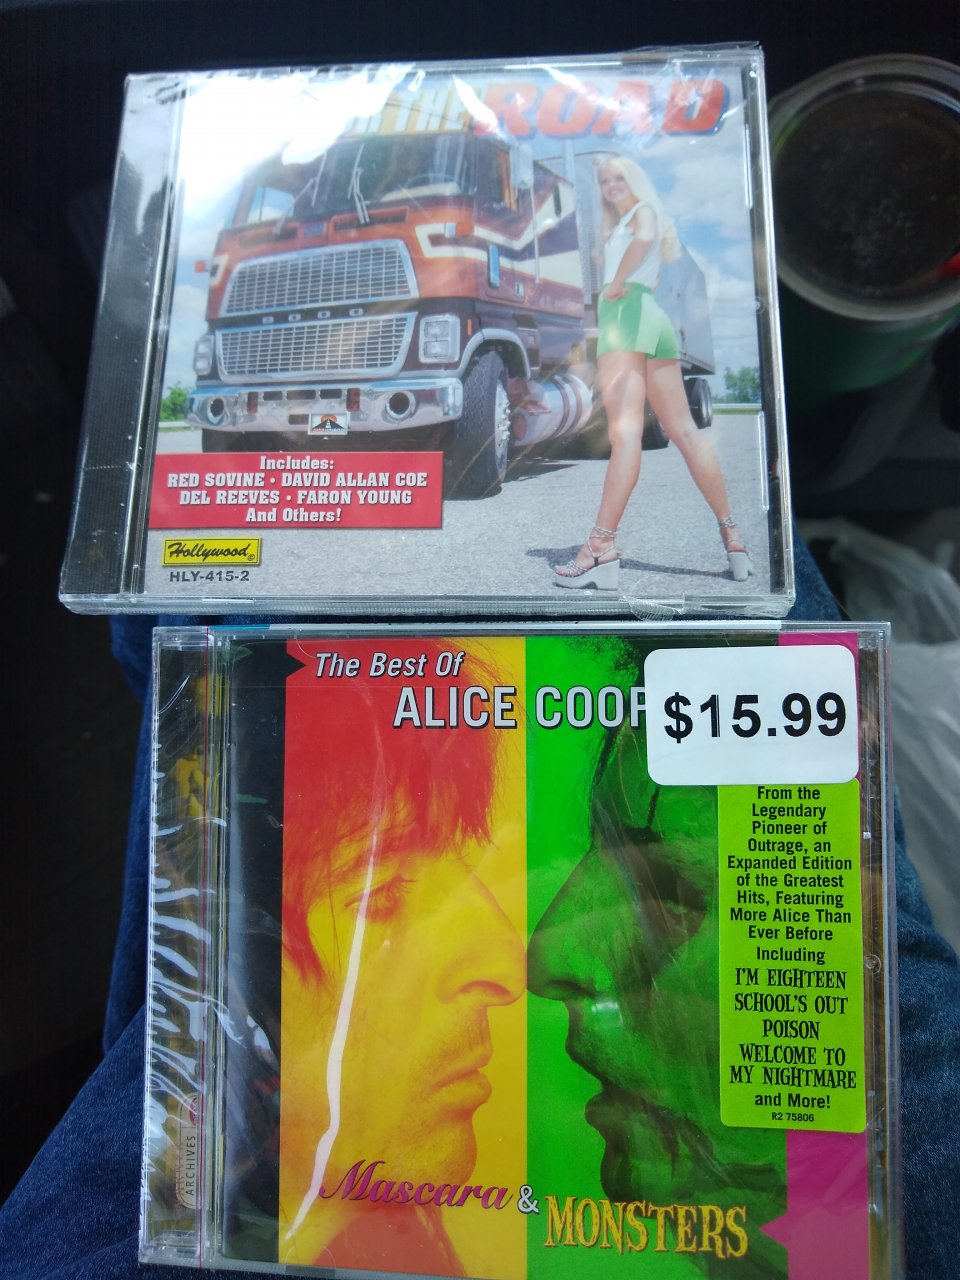 THE ROAD
9000
Includes:
RED SOVINE • DAVID ALLAN COE
DEL REEVES • FARON YOUNG
And Others!
Hollywood®
HLY-415-2
The Best Of
ALICE COOP
$15.99
From the
Legendary
Pioneer of
Outrage, an
Expanded Edition
of the Greatest
Hits, Featuring
More Alice Than
Ever Before
Including
I'M EIGHTEEN
SCHOOL'S OUT
POISON
WELCOME TO
MY NIGHTMARE
and More!
R2 75806
ARCHIVES
Mascara & MONSTERS